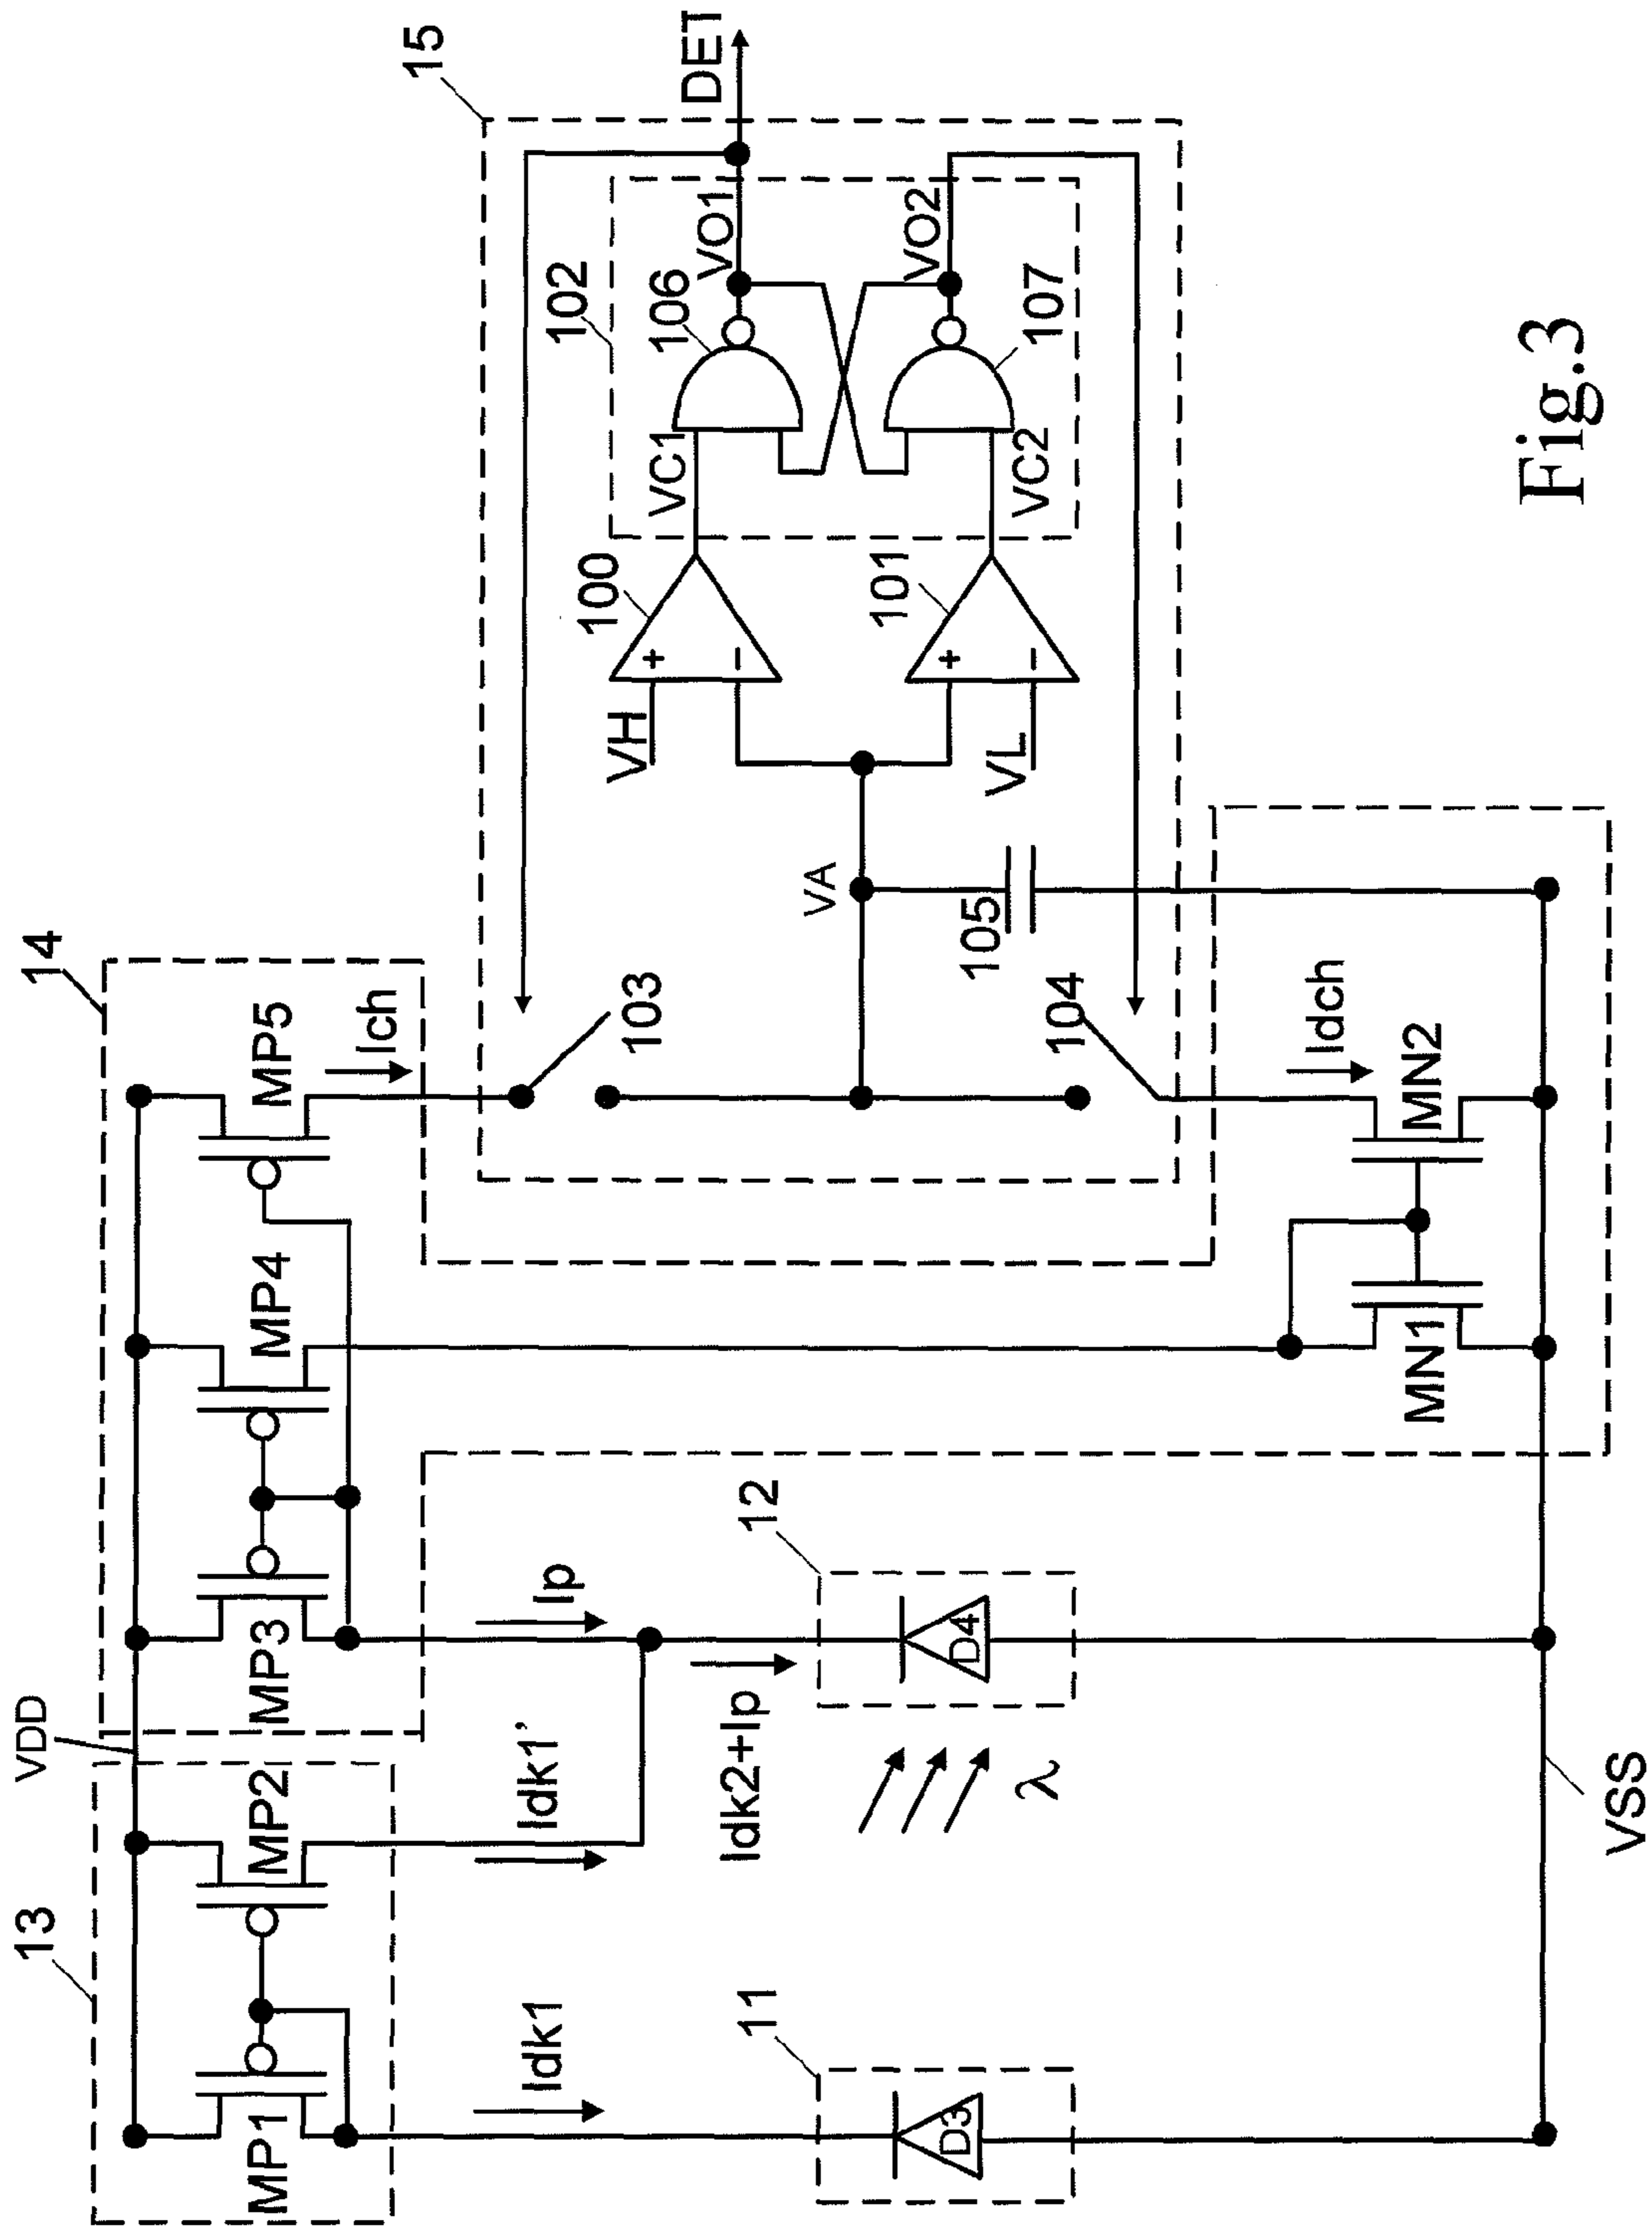 15
DET
102
VO1
106
VC1
VO2
107
VC2
100
101
VH
VL
VA
105
103
104
14
MP5
Ich
Idch
MN2
MP4
MN1
MP3
Ip
12
D4
VDD
13
MP2
Idk1’
Idk2+Ip
λ
VSS
MP1
Idk1
11
D3
+
−
+
−
Fig.3